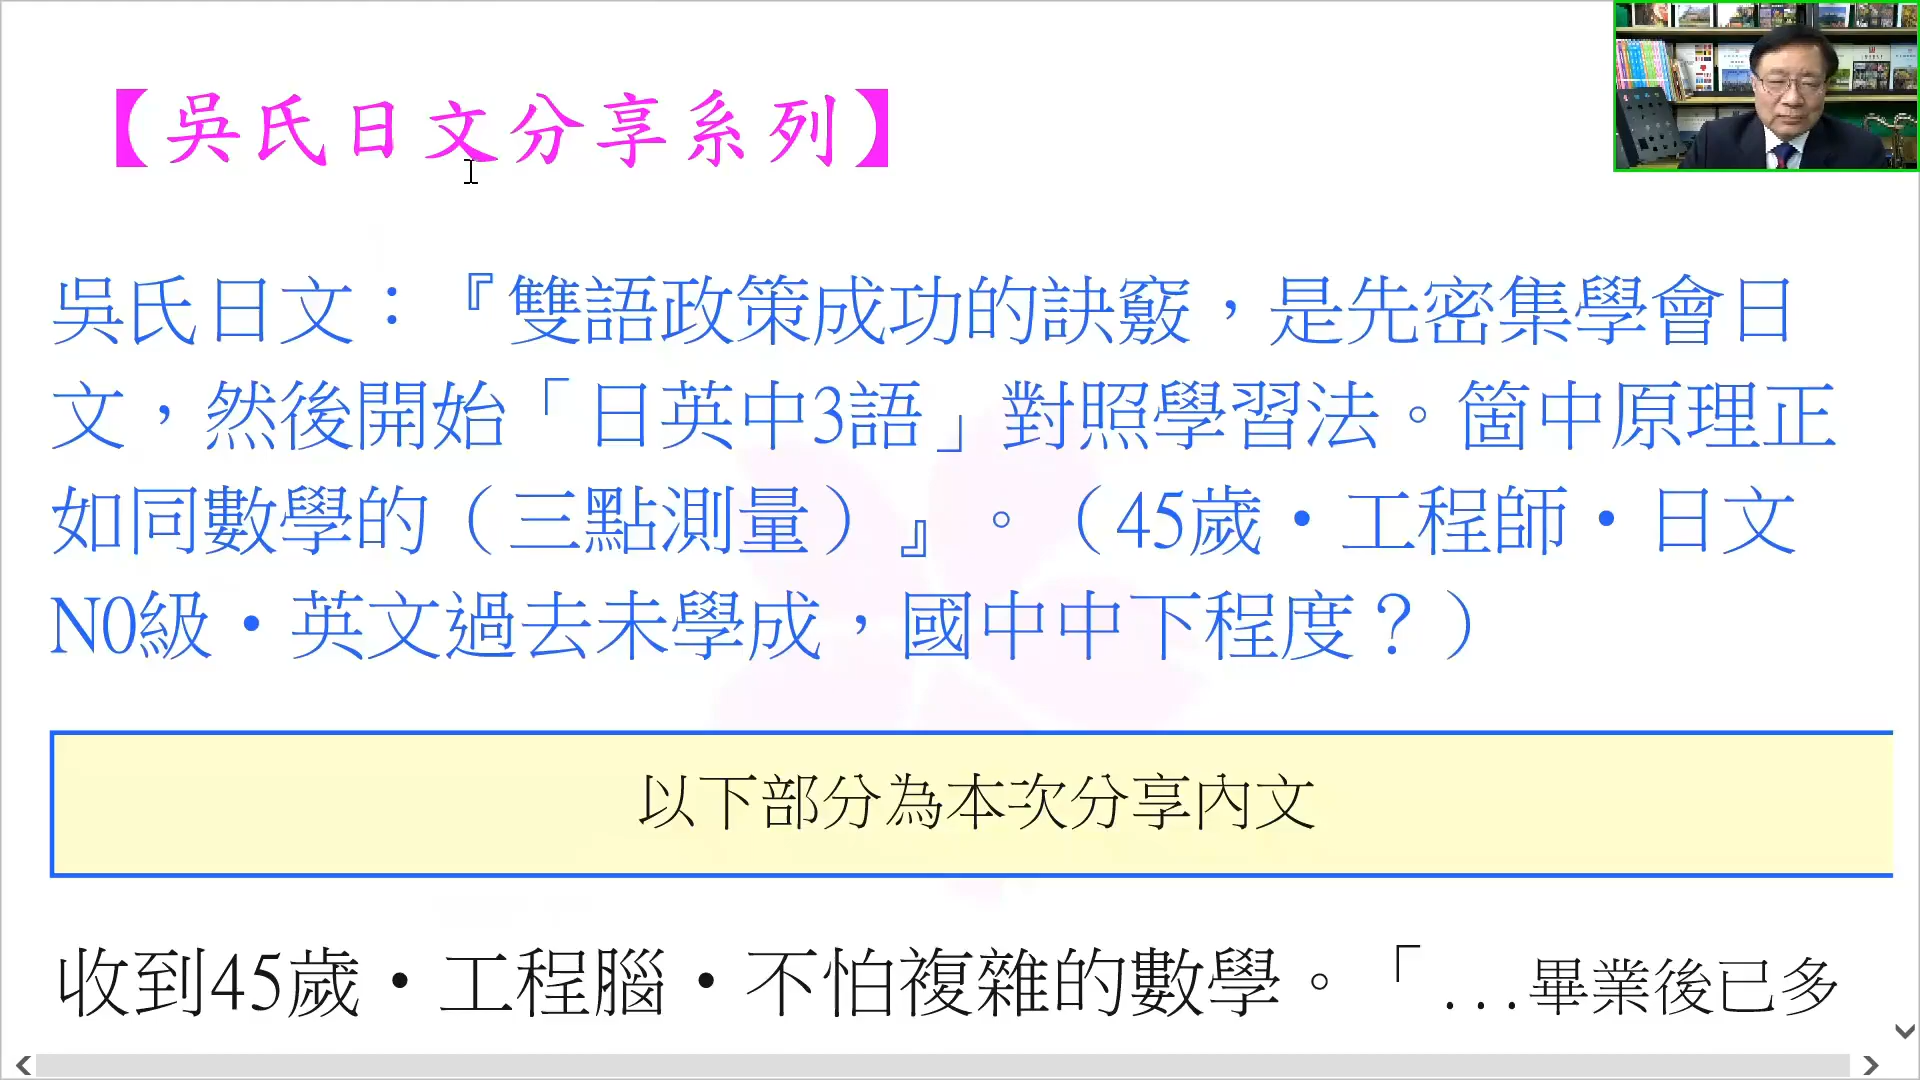 【吳氏日文分享系列】
吳氏日文：『雙語政策成功的訣竅，是先密集學會日
文，然後開始「日英中3語」對照學習法。箇中原理正
如同數學的（三點測量）』。（45歲・工程師・日文
N0級・英文過去未學成，國中中下程度？）
以下部分為本次分享內文
收到45歲・工程腦・不怕複雜的數學。「...畢業後已多